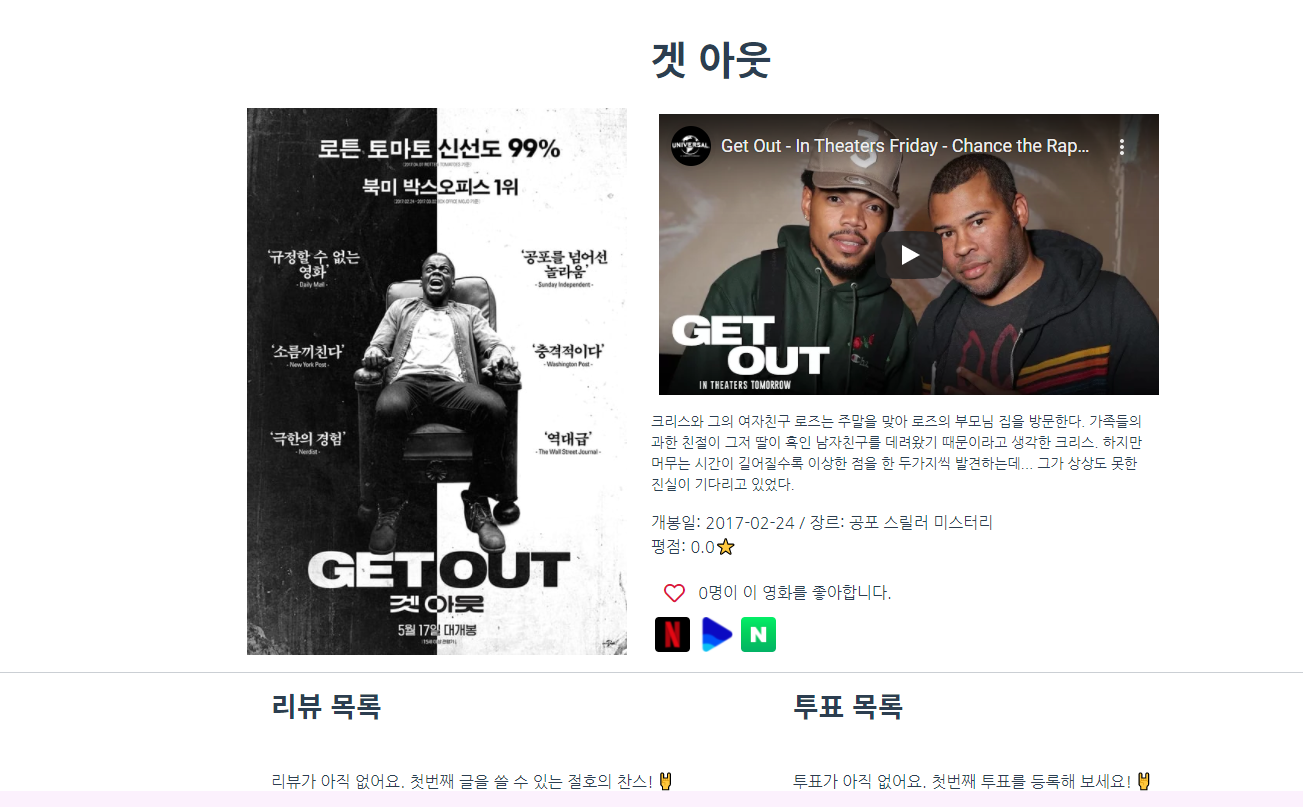 겟 아웃
로튼 토마토 신선도 99%
북미 박스오피스 1위
'규정할 수 없는
영화'
- Daily Mail -
'공포를 넘어선
놀라움'
- Sunday Independent -
'소름끼친다'
- New York Post -
'충격적이다'
- Washington Post -
'극한의 경험'
- Nerdist -
'역대급'
- The Wall Street Journal -
GET OUT
겟 아웃
5월 17일 대개봉
UNIVERSAL
Get Out - In Theaters Friday - Chance the Rap...
3
GET
OUT
IN THEATERS TOMORROW
크리스와 그의 여자친구 로즈는 주말을 맞아 로즈의 부모님 집을 방문한다. 가족들의
과한 친절이 그저 딸이 흑인 남자친구를 데려왔기 때문이라고 생각한 크리스. 하지만
머무는 시간이 길어질수록 이상한 점을 한 두가지씩 발견하는데... 그가 상상도 못한
진실이 기다리고 있었다.
개봉일: 2017-02-24 / 장르: 공포 스릴러 미스터리
평점: 0.0⭐
0명이 이 영화를 좋아합니다.
N
N
리뷰 목록
투표 목록
리뷰가 아직 없어요. 첫번째 글을 쓸 수 있는 절호의 찬스! 🤘
투표가 아직 없어요. 첫번째 투표를 등록해 보세요! 🤘